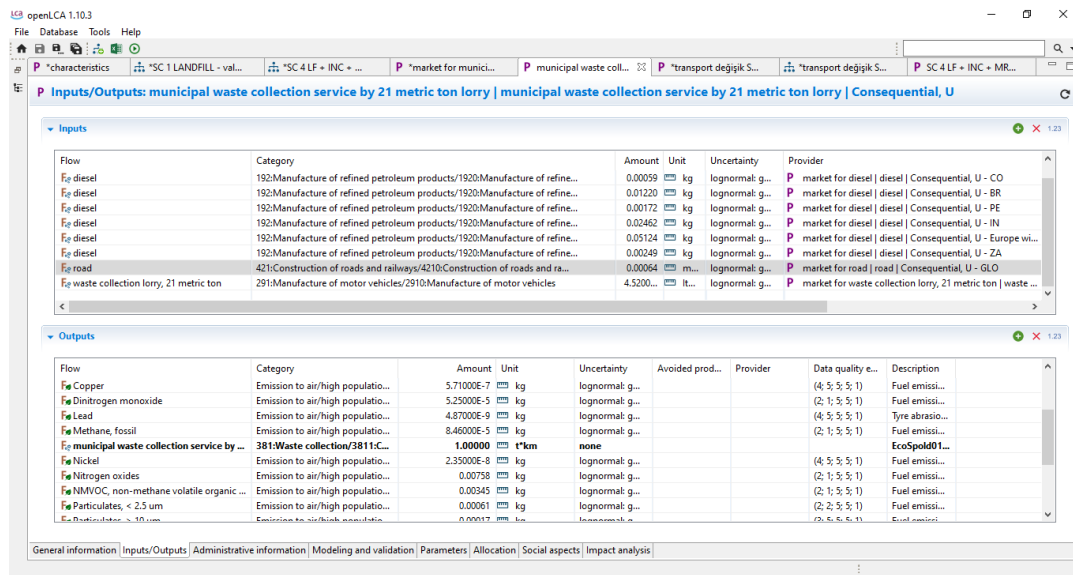 LCA openLCA 1.10.3
File Database Tools Help
P *characteristics *SC 1 LANDFILL - val... *SC 4 LF + INC + ... P *market for munici... P municipal waste coll... P *transport değişik S... *transport değişik S... P SC 4 LF + INC + MR...
P Inputs/Outputs: municipal waste collection service by 21 metric ton lorry | municipal waste collection service by 21 metric ton lorry | Consequential, U
Inputs 1.23
Flow Category Amount Unit Uncertainty Provider
diesel 192:Manufacture of refined petroleum products/1920:Manufacture of refine... 0.00059 kg lognormal: g... P market for diesel | diesel | Consequential, U - CO
diesel 192:Manufacture of refined petroleum products/1920:Manufacture of refine... 0.01220 kg lognormal: g... P market for diesel | diesel | Consequential, U - BR
diesel 192:Manufacture of refined petroleum products/1920:Manufacture of refine... 0.00172 kg lognormal: g... P market for diesel | diesel | Consequential, U - PE
diesel 192:Manufacture of refined petroleum products/1920:Manufacture of refine... 0.02462 kg lognormal: g... P market for diesel | diesel | Consequential, U - IN
diesel 192:Manufacture of refined petroleum products/1920:Manufacture of refine... 0.05124 kg lognormal: g... P market for diesel | diesel | Consequential, U - Europe wi...
diesel 192:Manufacture of refined petroleum products/1920:Manufacture of refine... 0.00249 kg lognormal: g... P market for diesel | diesel | Consequential, U - ZA
road 421:Construction of roads and railways/4210:Construction of roads and ra... 0.00064 m... lognormal: g... P market for road | road | Consequential, U - GLO
waste collection lorry, 21 metric ton 291:Manufacture of motor vehicles/2910:Manufacture of motor vehicles 4.5200... It... lognormal: g... P market for waste collection lorry, 21 metric ton | waste ...
Outputs 1.23
Flow Category Amount Unit Uncertainty Avoided prod... Provider Data quality e... Description
Copper Emission to air/high populatio... 5.71000E-7 kg lognormal: g... (4; 5; 5; 5; 1) Fuel emissi...
Dinitrogen monoxide Emission to air/high populatio... 5.25000E-5 kg lognormal: g... (2; 1; 5; 5; 1) Fuel emissi...
Lead Emission to air/high populatio... 4.87000E-9 kg lognormal: g... (4; 5; 5; 5; 1) Tyre abrasio...
Methane, fossil Emission to air/high populatio... 8.46000E-5 kg lognormal: g... (2; 1; 5; 5; 1) Fuel emissi...
municipal waste collection service by ... 381:Waste collection/3811:C... 1.00000 t*km none EcoSpold01...
Nickel Emission to air/high populatio... 2.35000E-8 kg lognormal: g... (4; 5; 5; 5; 1) Fuel emissi...
Nitrogen oxides Emission to air/high populatio... 0.00758 kg lognormal: g... (2; 1; 5; 5; 1) Fuel emissi...
NMVOC, non-methane volatile organic ... Emission to air/high populatio... 0.00345 kg lognormal: g... (2; 1; 5; 5; 1) Fuel emissi...
Particulates, < 2.5 um Emission to air/high populatio... 0.00061 kg lognormal: g... (2; 2; 5; 5; 1) Fuel emissi...
Particulates, > 10 um Emission to air/high populatio... 0.00017 kg lognormal: g... Fuel emissi...
General information Inputs/Outputs Administrative information Modeling and validation Parameters Allocation Social aspects Impact analysis